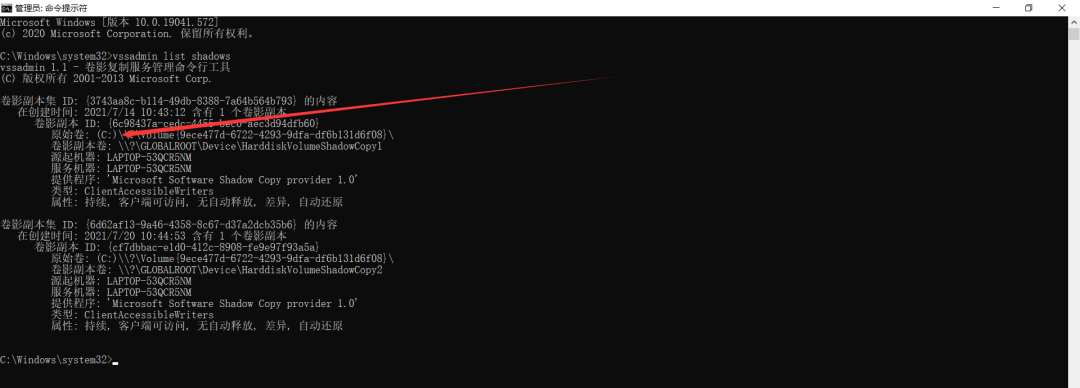 管理员: 命令提示符
Microsoft Windows [版本 10.0.19041.572]
(c) 2020 Microsoft Corporation. 保留所有权利。
C:\Windows\system32>vssadmin list shadows
vssadmin 1.1 - 卷影复制服务管理命令行工具
(C) 版权所有 2001-2013 Microsoft Corp.
卷影副本集 ID: {3743aa8c-b114-49db-8388-7a64b564b793} 的内容
在创建时间: 2021/7/14 10:43:12 含有 1 个卷影副本
卷影副本 ID: {6c98437a-cedc-4455-bec0-aec3d94dfb60}
原始卷: (C:)\\?\Volume{9ece477d-6722-4293-9dfa-df6b131d6f08}\
卷影副本卷: \\?\GLOBALROOT\Device\HarddiskVolumeShadowCopy1
源起机器: LAPTOP-53QCR5NM
服务机器: LAPTOP-53QCR5NM
提供程序: 'Microsoft Software Shadow Copy provider 1.0'
类型: ClientAccessibleWriters
属性: 持续, 客户端可访问, 无自动释放, 差异, 自动还原
卷影副本集 ID: {6d62af13-9a46-4358-8c67-d37a2dcb35b6} 的内容
在创建时间: 2021/7/20 10:44:53 含有 1 个卷影副本
卷影副本 ID: {cf7dbbac-e1d0-412c-8908-fe9e97f93a5a}
原始卷: (C:)\\?\Volume{9ece477d-6722-4293-9dfa-df6b131d6f08}\
卷影副本卷: \\?\GLOBALROOT\Device\HarddiskVolumeShadowCopy2
源起机器: LAPTOP-53QCR5NM
服务机器: LAPTOP-53QCR5NM
提供程序: 'Microsoft Software Shadow Copy provider 1.0'
类型: ClientAccessibleWriters
属性: 持续, 客户端可访问, 无自动释放, 差异, 自动还原
C:\Windows\system32>